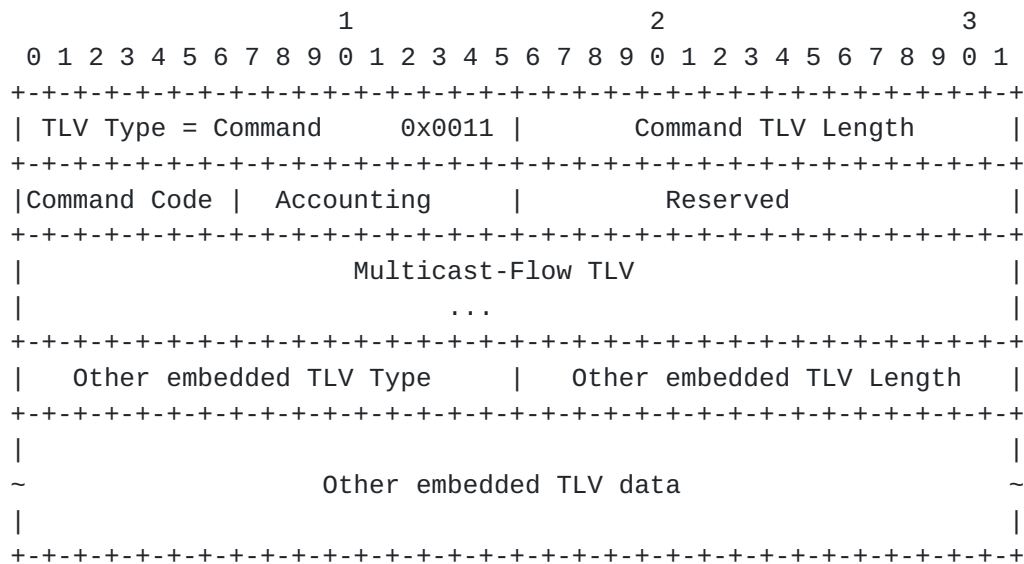 1                   2                   3
 0 1 2 3 4 5 6 7 8 9 0 1 2 3 4 5 6 7 8 9 0 1 2 3 4 5 6 7 8 9 0 1
+-+-+-+-+-+-+-+-+-+-+-+-+-+-+-+-+-+-+-+-+-+-+-+-+-+-+-+-+-+-+-+-+
| TLV Type = Command     0x0011 |       Command TLV Length      |
+-+-+-+-+-+-+-+-+-+-+-+-+-+-+-+-+-+-+-+-+-+-+-+-+-+-+-+-+-+-+-+-+
|Command Code |  Accounting     |         Reserved              |
+-+-+-+-+-+-+-+-+-+-+-+-+-+-+-+-+-+-+-+-+-+-+-+-+-+-+-+-+-+-+-+-+
|                     Multicast-Flow TLV                        |
|                           ...                                 |
+-+-+-+-+-+-+-+-+-+-+-+-+-+-+-+-+-+-+-+-+-+-+-+-+-+-+-+-+-+-+-+-+
|   Other embedded TLV Type     |   Other embedded TLV Length   |
+-+-+-+-+-+-+-+-+-+-+-+-+-+-+-+-+-+-+-+-+-+-+-+-+-+-+-+-+-+-+-+-+
|                                                               |
~                   Other embedded TLV data                     ~
|                                                               |
+-+-+-+-+-+-+-+-+-+-+-+-+-+-+-+-+-+-+-+-+-+-+-+-+-+-+-+-+-+-+-+-+